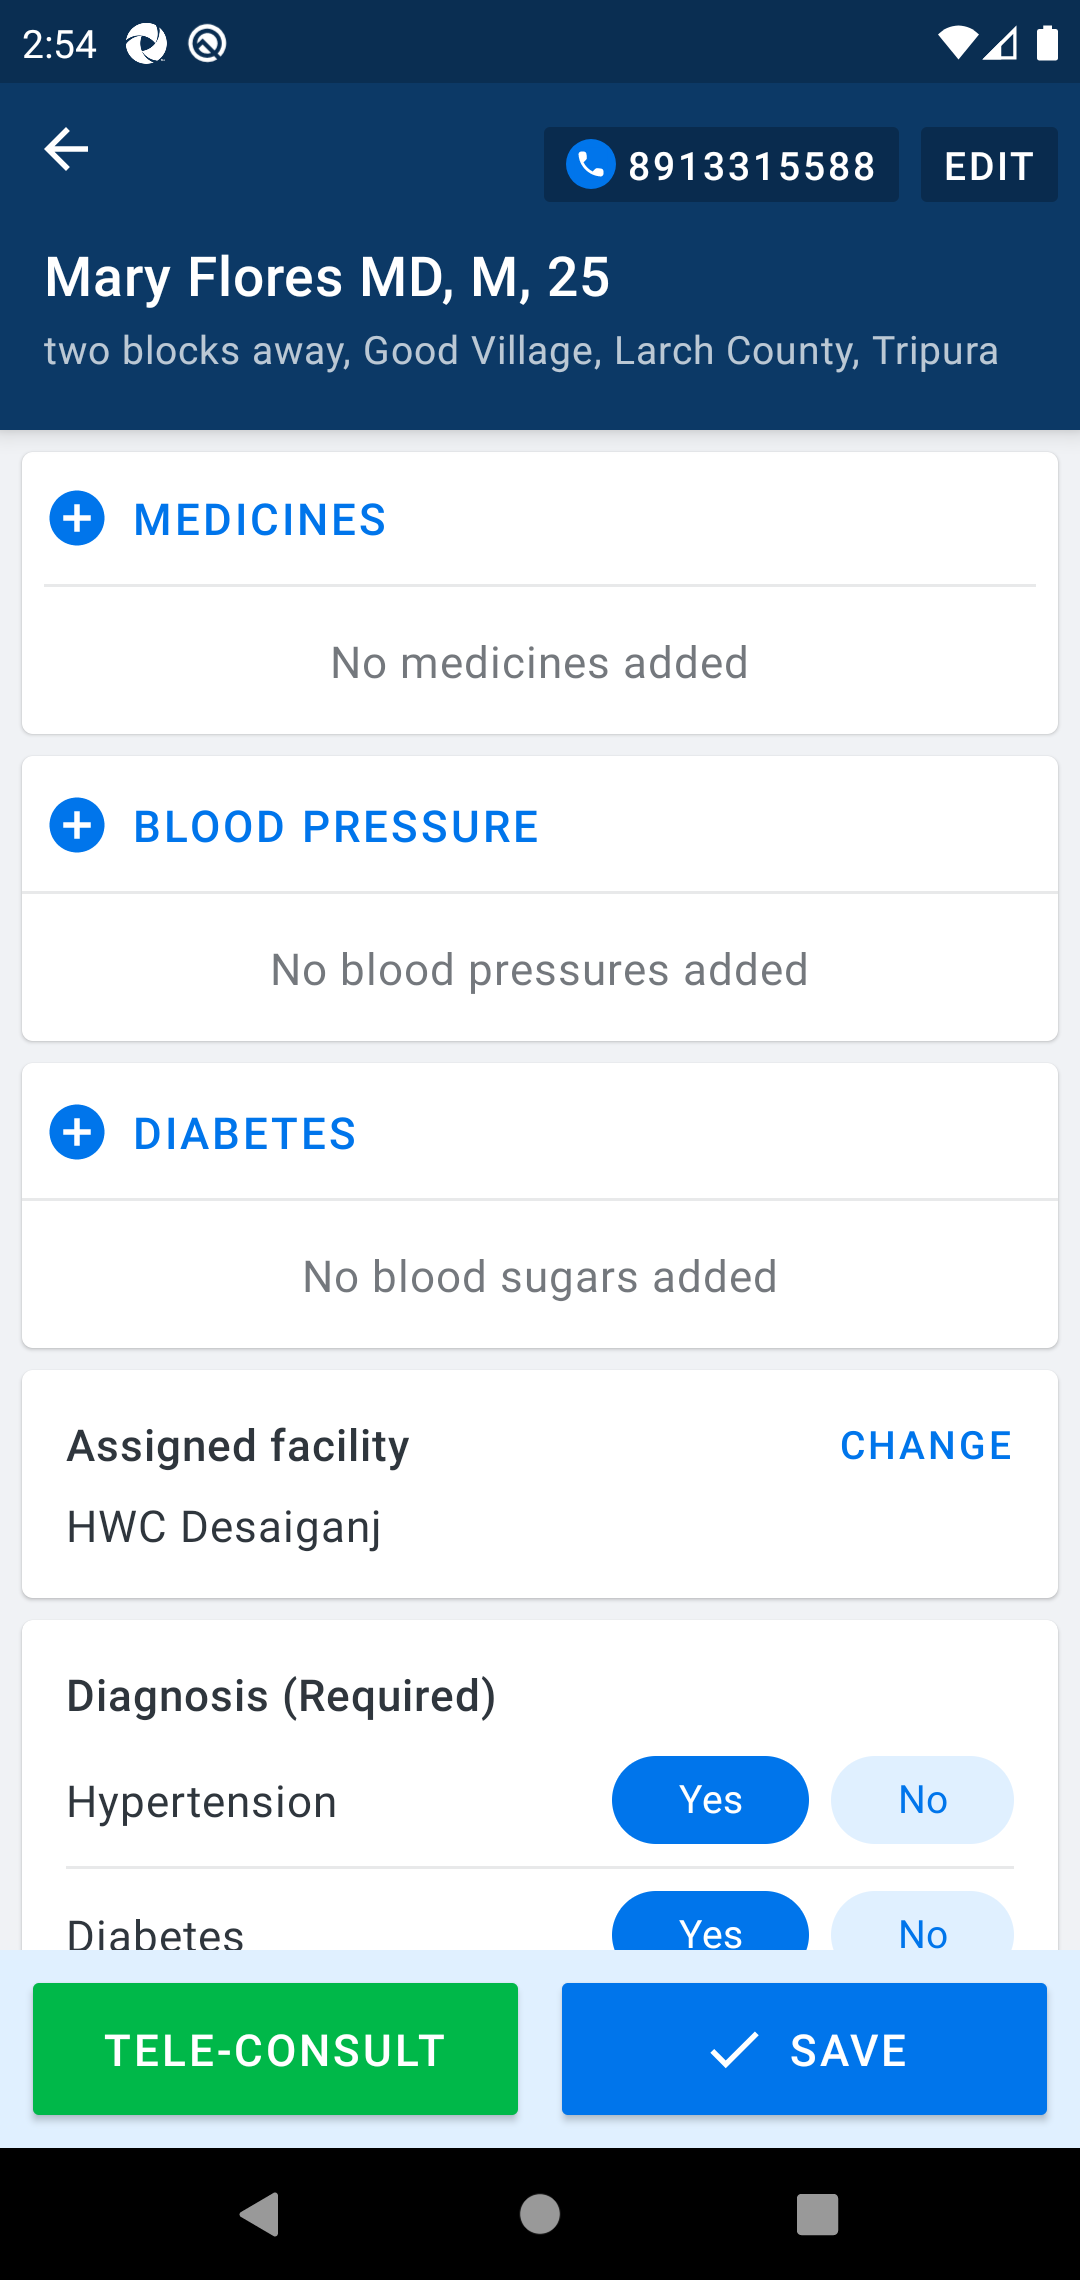 2:54
8913315588
EDIT
Mary Flores MD, M, 25
two blocks away, Good Village, Larch County, Tripura
MEDICINES
No medicines added
BLOOD PRESSURE
No blood pressures added
DIABETES
No blood sugars added
Assigned facility
CHANGE
HWC Desaiganj
Diagnosis (Required)
Hypertension
Yes
No
Diabetes
Yes
No
TELE-CONSULT
SAVE